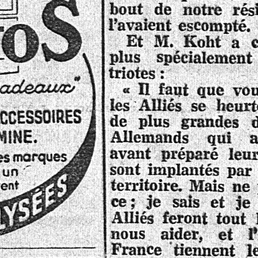 OS
adeaux"
CCESSOIRES
MINE.
es marques
un
ent
LYSÉES
bout de notre rési
l'avaient escompté.
Et M. Koht a c
plus spécialement
triotes :
« Il faut que vou
les Alliés se heurte
de plus grandes d
Allemands qui a
avant préparé leur
sont implantés par
territoire. Mais ne
ce ; je sais et je
Alliés feront tout l
nous aider, et l'
France tiennent le